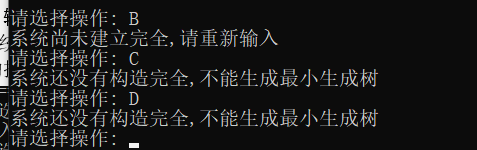 请选择操作: B
系统尚未建立完全,请重新输入
请选择操作: C
系统还没有构造完全,不能生成最小生成树
请选择操作: D
系统还没有构造完全,不能生成最小生成树
请选择操作: